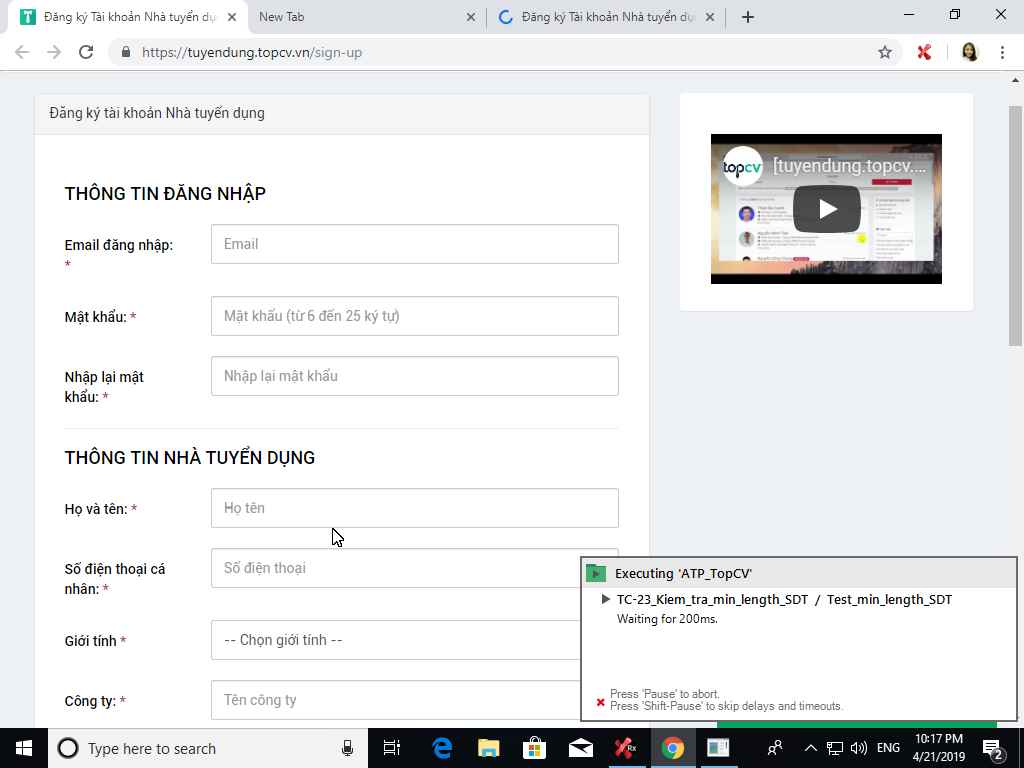 Đăng ký Tài khoản Nhà tuyển dụ
New Tab
Đăng ký Tài khoản Nhà tuyển dụ
https://tuyendung.topcv.vn/sign-up
Đăng ký tài khoản Nhà tuyển dụng
THÔNG TIN ĐĂNG NHẬP
Email đăng nhập: *
Email
Mật khẩu: *
Mật khẩu (từ 6 đến 25 ký tự)
Nhập lại mật
khẩu: *
Nhập lại mật khẩu
THÔNG TIN NHÀ TUYỂN DỤNG
Họ và tên: *
Họ tên
Số điện thoại cá
nhân: *
Số điện thoại
Giới tính *
-- Chọn giới tính --
Công ty: *
Tên công ty
topcv
[tuyendung.topcv....
Executing 'ATP_TopCV'
TC-23_Kiem_tra_min_length_SDT / Test_min_length_SDT
Waiting for 200ms.
Press 'Pause' to abort.
Press 'Shift-Pause' to skip delays and timeouts.
Type here to search
Rx
ENG
10:17 PM
4/21/2019
2